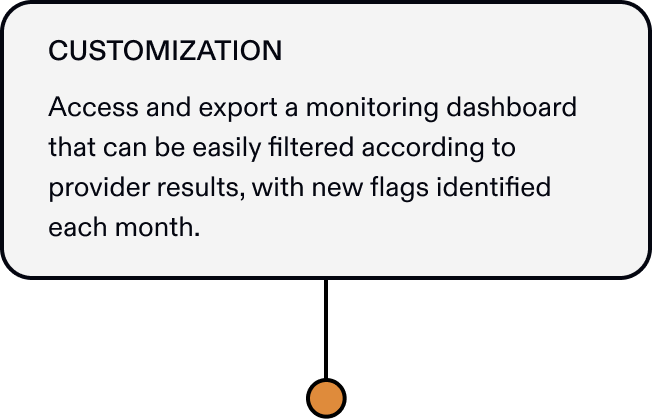 CUSTOMIZATION
Access and export a monitoring dashboard
that can be easily filtered according to
provider results, with new flags identified
each month.